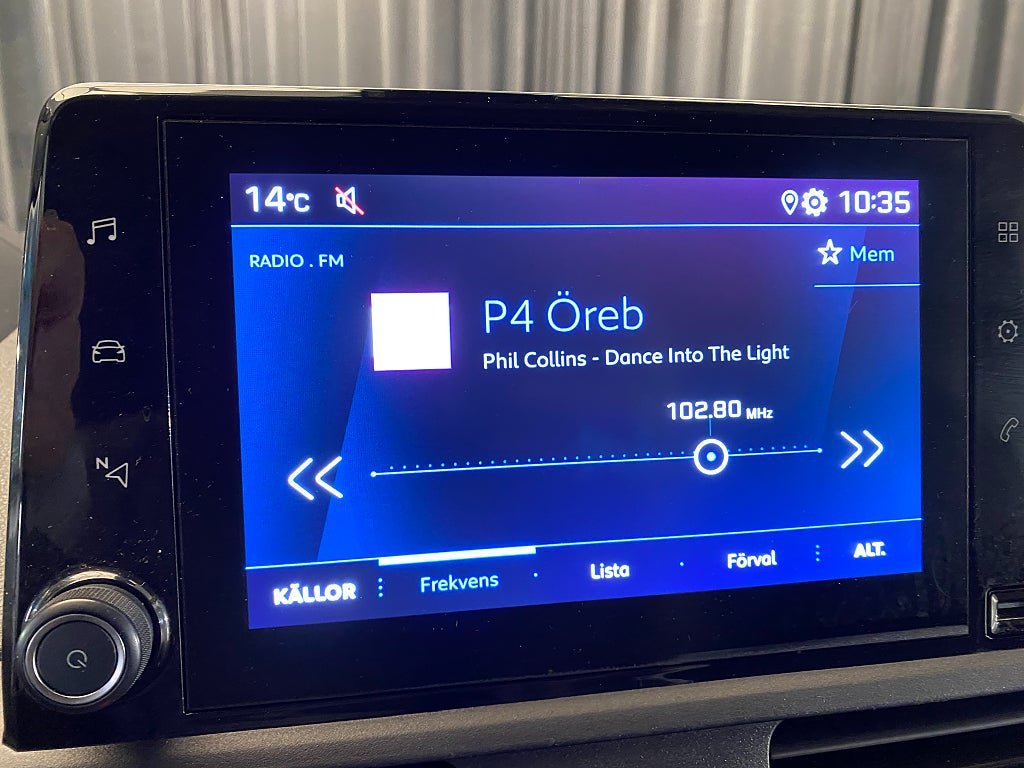 14°C
10:35
RADIO . FM
Mem
P4 Öreb
Phil Collins - Dance Into The Light
102.80 MHz
N
KÄLLOR
Frekvens
Lista
Förval
ALT.